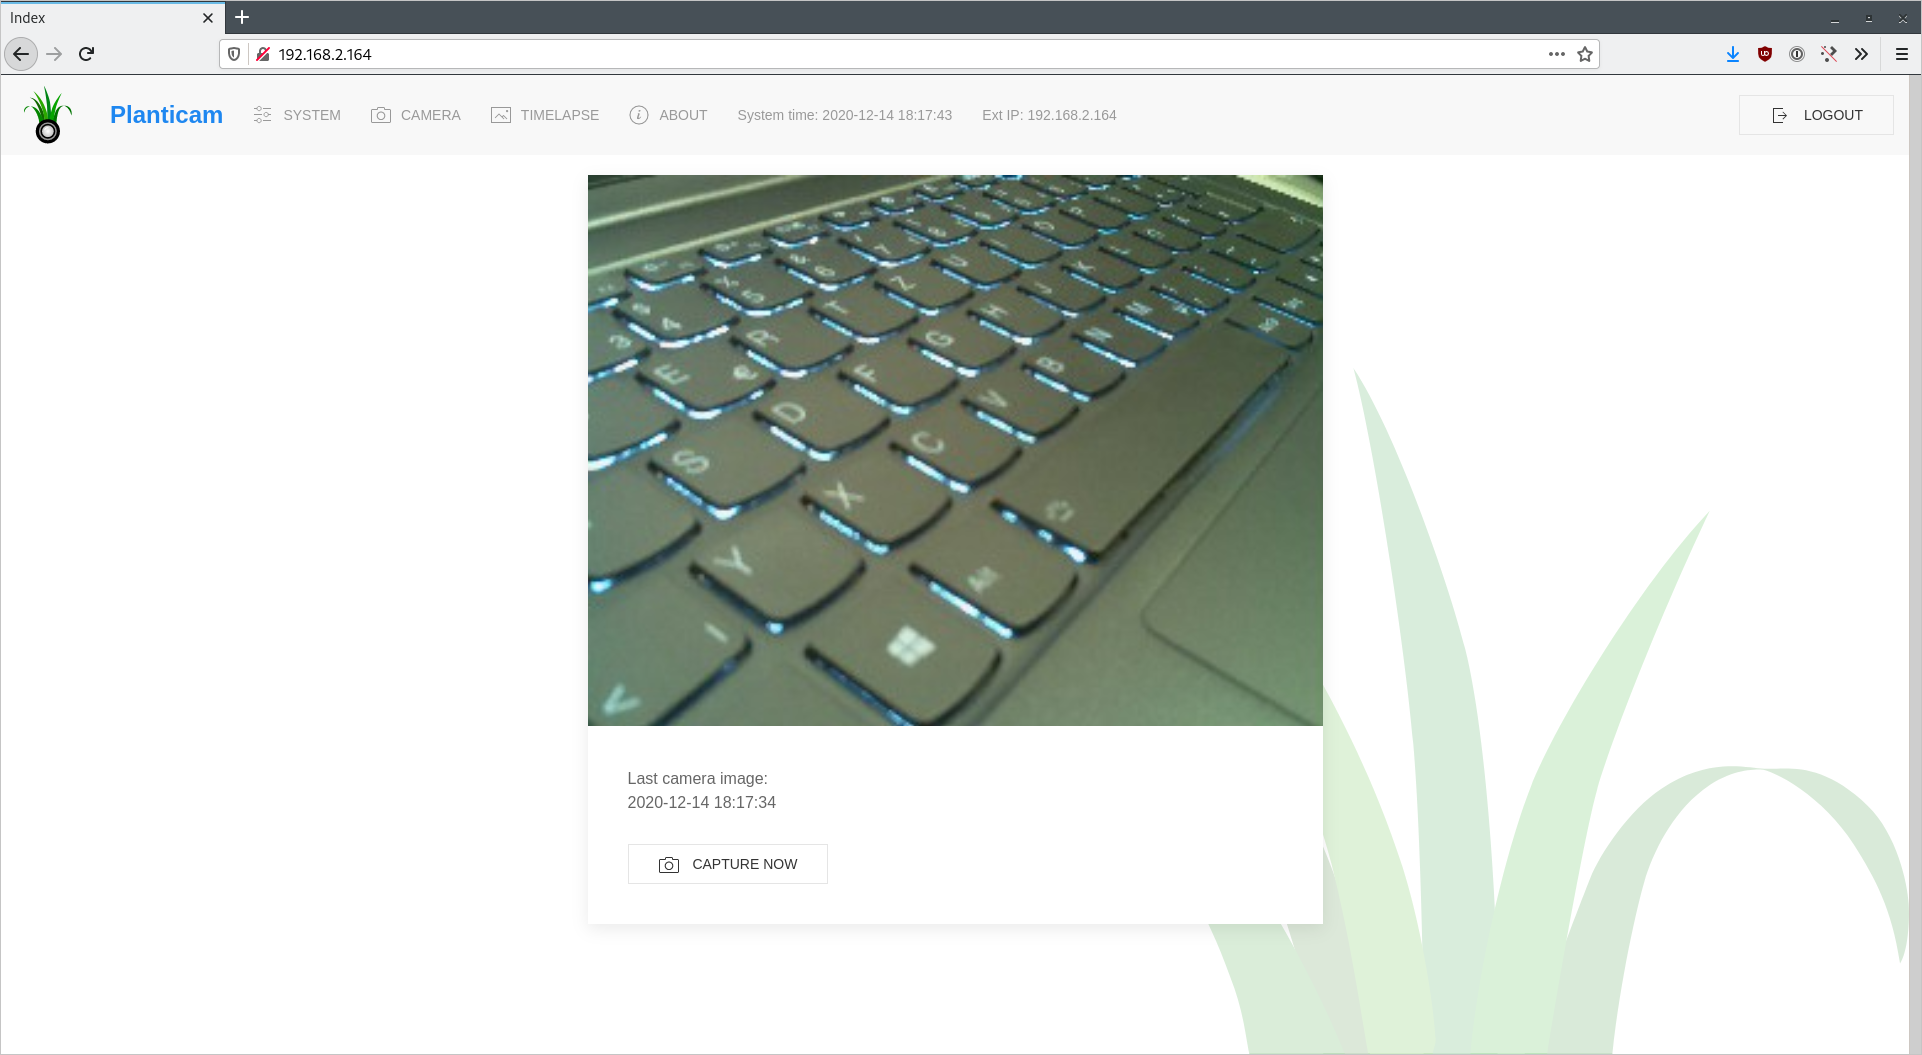 Index
192.168.2.164
Planticam
SYSTEM
CAMERA
TIMELAPSE
ABOUT
System time: 2020-12-14 18:17:43
Ext IP: 192.168.2.164
LOGOUT
Z
U
K
T
H
J
M
R
G
N
E
€
F
B
D
V
S
C
X
Y
Last camera image:
2020-12-14 18:17:34
CAPTURE NOW